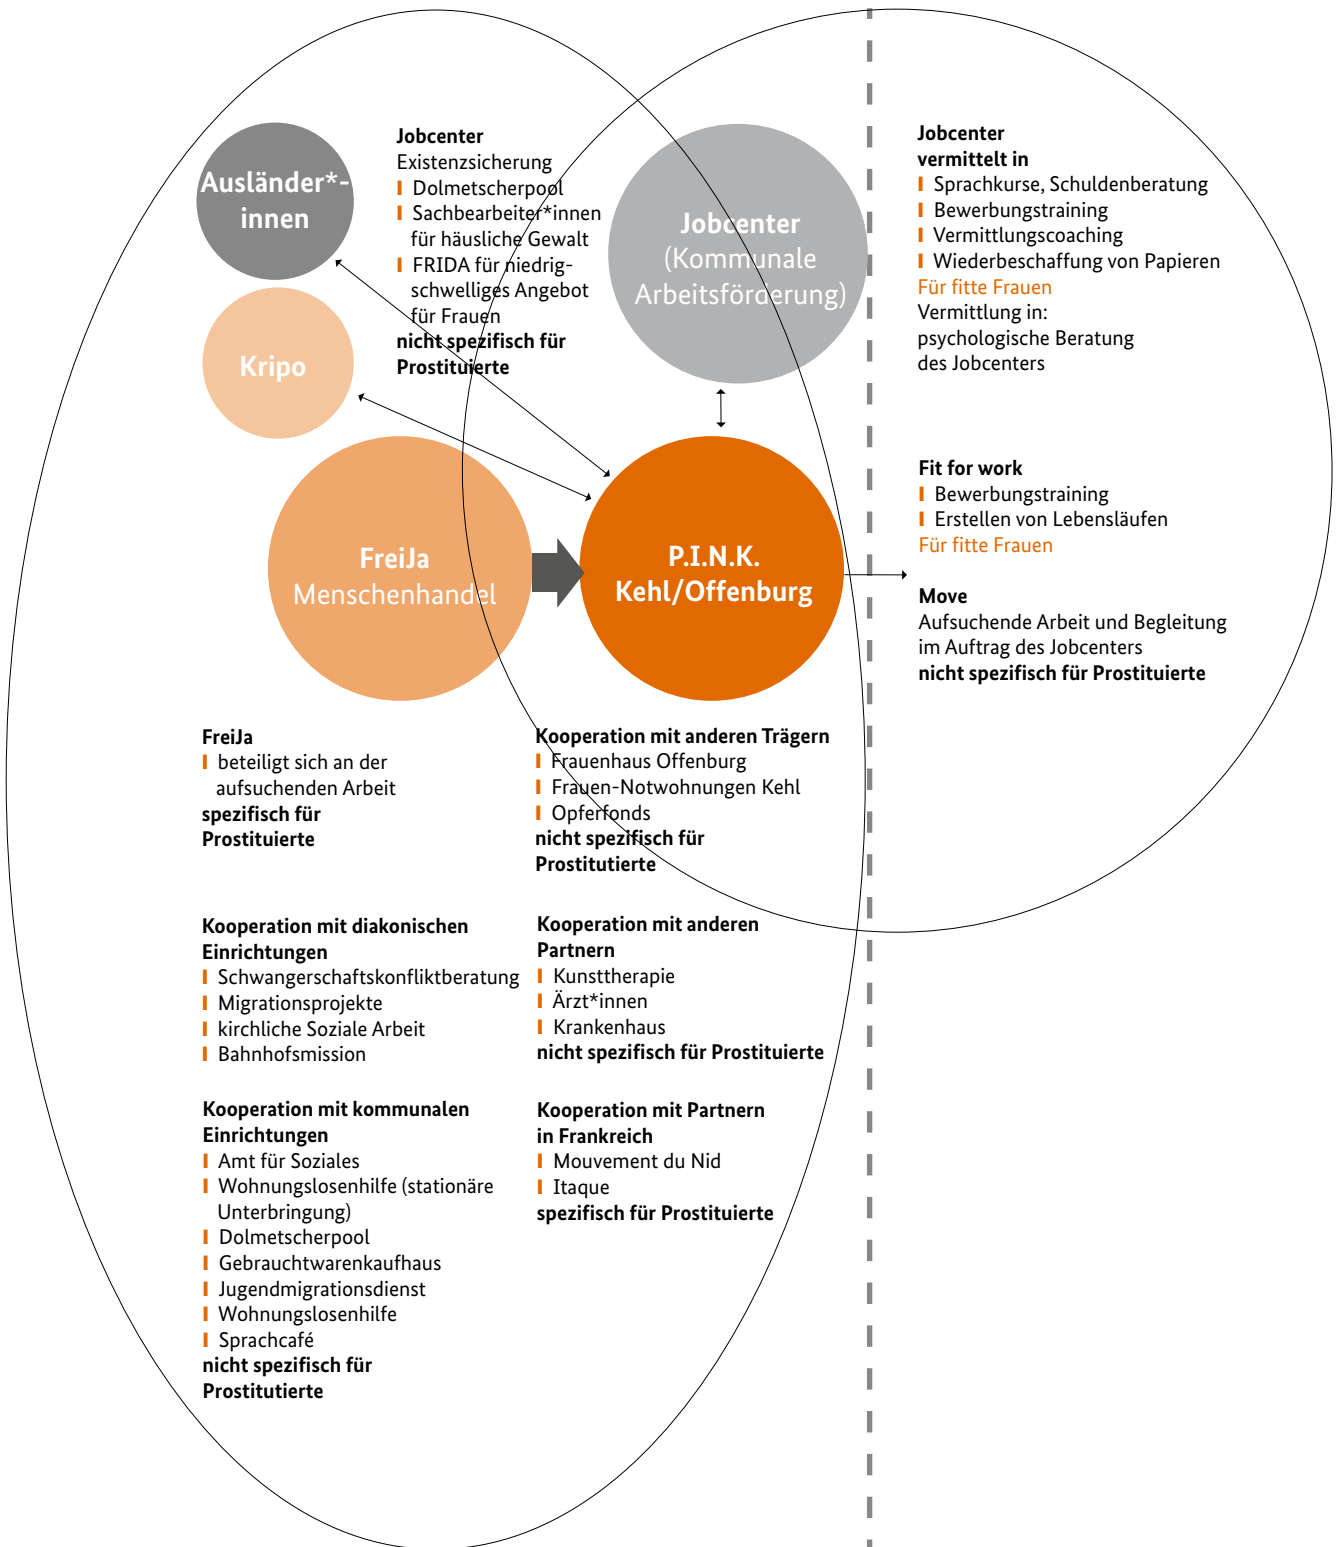 Ausländer*-
innen
Kripo
Jobcenter
Existenzsicherung
Dolmetscherpool
Sachbearbeiter*innen
für häusliche Gewalt
FRIDA für niedrig-
schwelliges Angebot
für Frauen
nicht spezifisch für
Prostituierte
Jobcenter
(Kommunale
Arbeitsförderung)
Jobcenter
vermittelt in
Sprachkurse, Schuldenberatung
Bewerbungstraining
Vermittlungscoaching
Wiederbeschaffung von Papieren
Für fitte Frauen
Vermittlung in:
psychologische Beratung
des Jobcenters
FreiJa
Menschenhandel
P.I.N.K.
Kehl/Offenburg
Fit for work
Bewerbungstraining
Erstellen von Lebensläufen
Für fitte Frauen
Move
Aufsuchende Arbeit und Begleitung
im Auftrag des Jobcenters
nicht spezifisch für Prostituierte
FreiJa
beteiligt sich an der
aufsuchenden Arbeit
spezifisch für
Prostituierte
Kooperation mit anderen Trägern
Frauenhaus Offenburg
Frauen-Notwohnungen Kehl
Opferfonds
nicht spezifisch für
Prostitutierte
Kooperation mit diakonischen
Einrichtungen
Schwangerschaftskonfliktberatung
Migrationsprojekte
kirchliche Soziale Arbeit
Bahnhofsmission
Kooperation mit anderen
Partnern
Kunsttherapie
Ärzt*innen
Krankenhaus
nicht spezifisch für Prostituierte
Kooperation mit kommunalen
Einrichtungen
Amt für Soziales
Wohnungslosenhilfe (stationäre
Unterbringung)
Dolmetscherpool
Gebrauchtwarenkaufhaus
Jugendmigrationsdienst
Wohnungslosenhilfe
Sprachcafé
nicht spezifisch für
Prostitutierte
Kooperation mit Partnern
in Frankreich
Mouvement du Nid
Itaque
spezifisch für Prostituierte